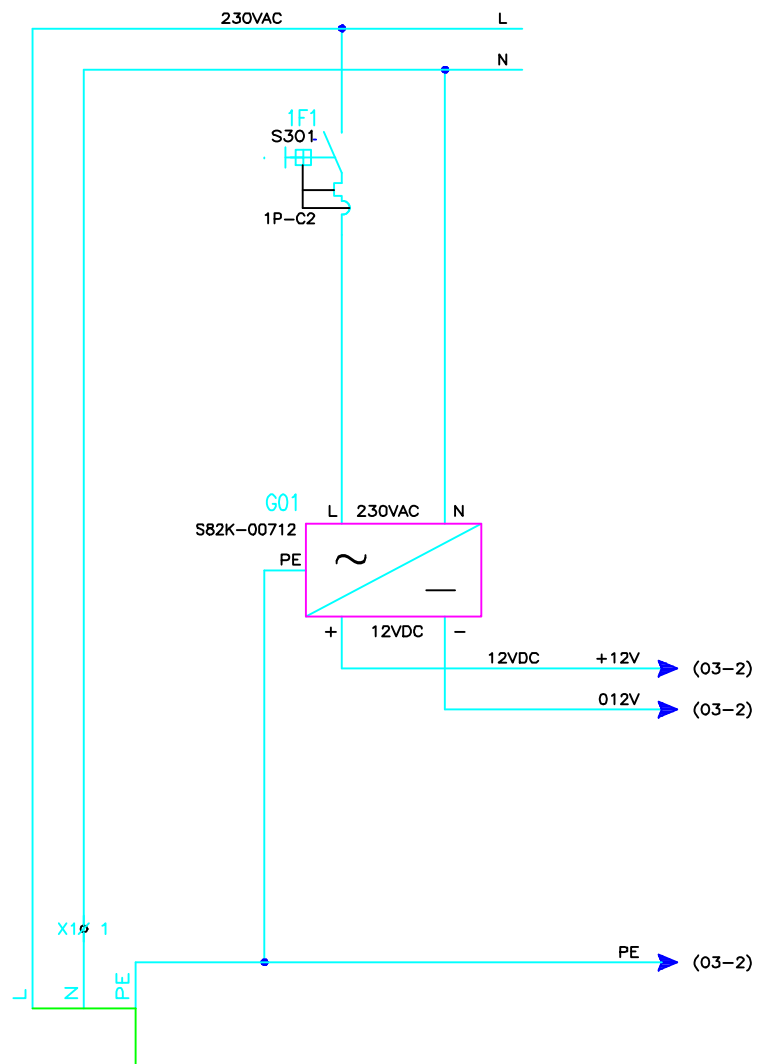 230VAC L
N
1F1
S301
1P-C2
G01
L 230VAC N
S82K-00712
PE
+ 12VDC -
12VDC +12V (03-2)
012V (03-2)
X1 1
PE (03-2)
L N PE